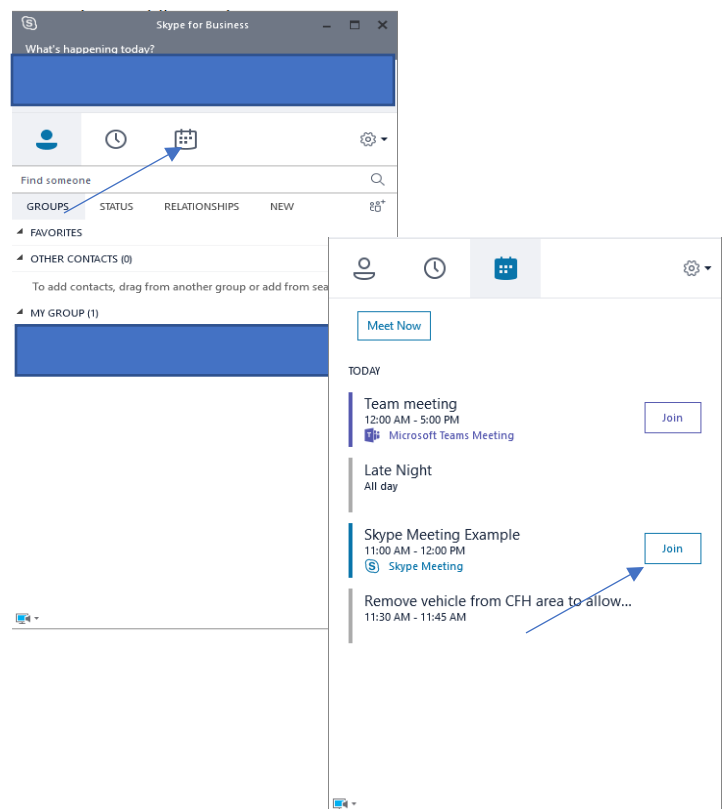 Skype for Business
What's happening today?
Find someone
GROUPS STATUS RELATIONSHIPS NEW
FAVORITES
OTHER CONTACTS (0)
To add contacts, drag from another group or add from sea
MY GROUP (1)
Meet Now
TODAY
Team meeting
12:00 AM - 5:00 PM
Microsoft Teams Meeting
Join
Late Night
All day
Skype Meeting Example
11:00 AM - 12:00 PM
Skype Meeting
Join
Remove vehicle from CFH area to allow...
11:30 AM - 11:45 AM